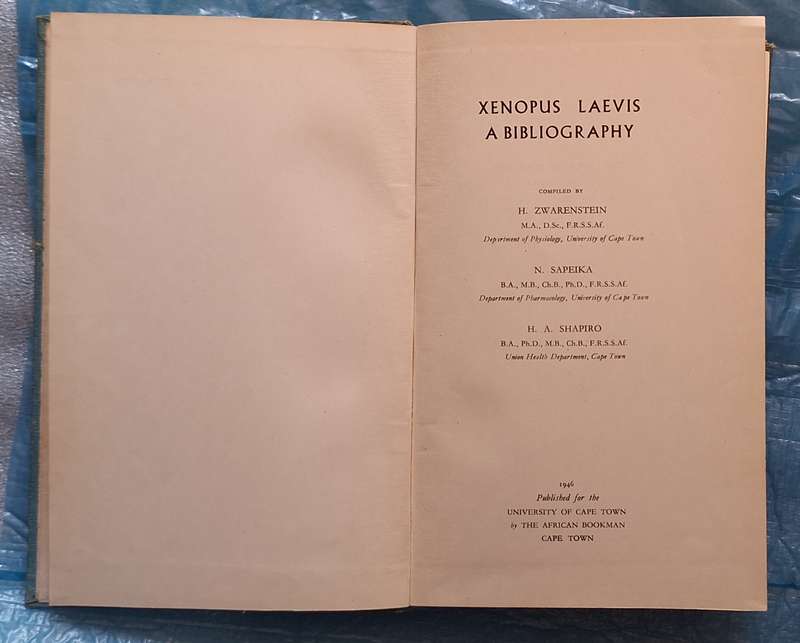 XENOPUS LAEVIS
A BIBLIOGRAPHY
COMPILED BY
H. ZWARENSTEIN
M.A., D.Sc., F.R.S.S.Af.
Department of Physiology, University of Cape Town
N. SAPEIKA
B.A., M.B., Ch.B., Ph.D., F.R.S.S.Af.
Department of Pharmacology, University of Cape Town
H. A. SHAPIRO
B.A., Ph.D., M.B., Ch.B., F.R.S.S.Af.
Union Health Department, Cape Town
1946
Published for the
UNIVERSITY OF CAPE TOWN
by THE AFRICAN BOOKMAN
CAPE TOWN